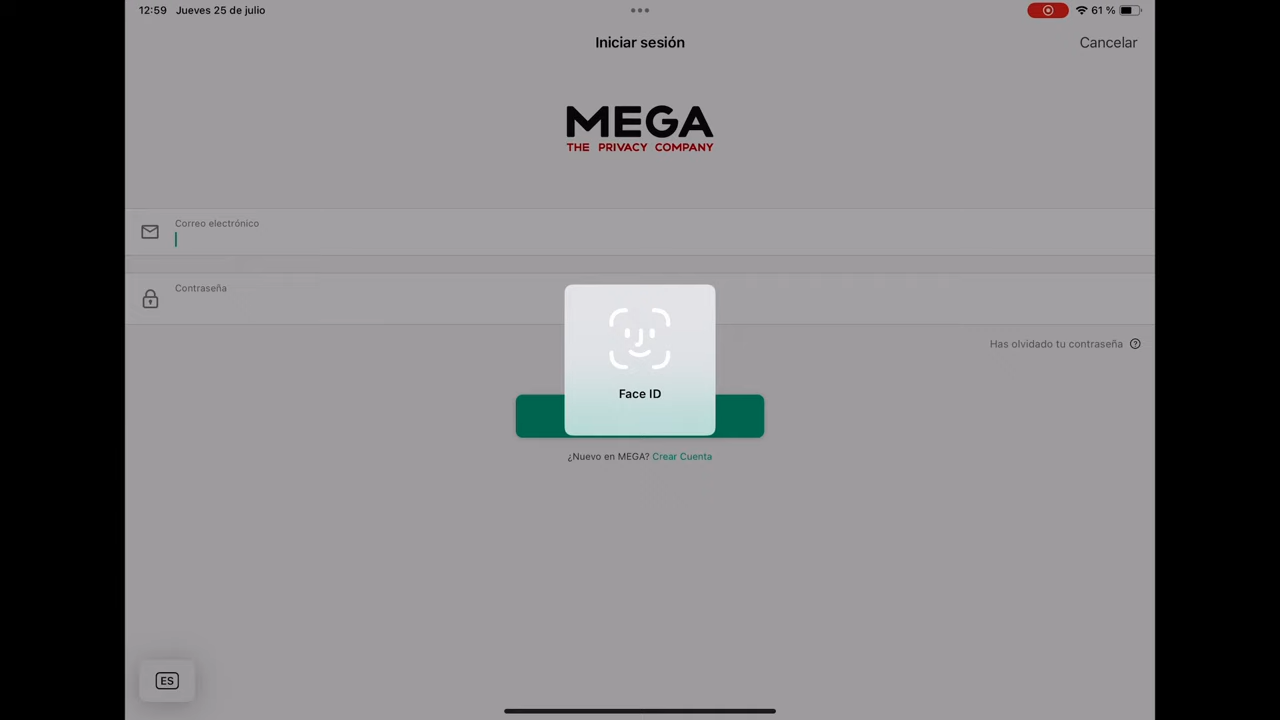 12:59 Jueves 25 de julio
61 %
Iniciar sesión
Cancelar
MEGA
THE PRIVACY COMPANY
Correo electrónico
Contraseña
Has olvidado tu contraseña
Face ID
¿Nuevo en MEGA? Crear Cuenta
ES